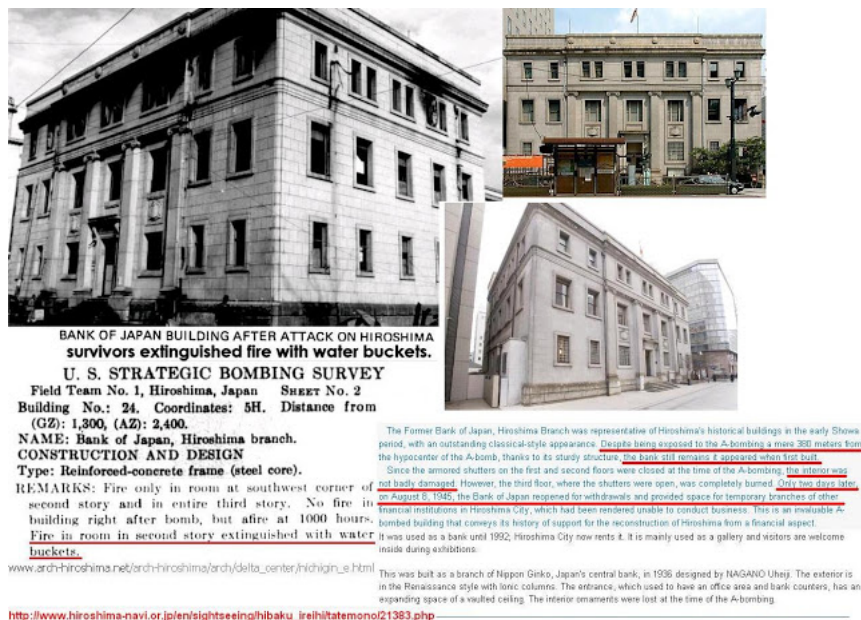 BANK OF JAPAN BUILDING AFTER ATTACK ON HIROSHIMA
survivors extinguished fire with water buckets.
U. S. STRATEGIC BOMBING SURVEY
Field Team No. 1, Hiroshima, Japan SHEET No. 2
Building No.: 24. Coordinates: 5H. Distance from
(GZ): 1,300, (AZ): 2,400.
NAME: Bank of Japan, Hiroshima branch.
CONSTRUCTION AND DESIGN
Type: Reinforced-concrete frame (steel core).
REMARKS: Fire only in room at southwest corner of
second story and in entire third story. No fire in
building right after bomb, but afire at 1000 hours.
Fire in room in second story extinguished with water
buckets.
www.arch-hiroshima.net/arch-hiroshima/arch/delta_center/nichigin_e.html
The Former Bank of Japan, Hiroshima Branch was representative of Hiroshima's historical buildings in the early Showa
period, with an outstanding classical-style appearance. Despite being exposed to the A-bombing a mere 380 meters from
the hypocenter of the A-bomb, thanks to its sturdy structure, the bank still remains it appeared when first built.
Since the armored shutters on the first and second floors were closed at the time of the A-bombing, the interior was
not badly damaged. However, the third floor, where the shutters were open, was completely burned. Only two days later,
on August 8, 1945, the Bank of Japan reopened for withdrawals and provided space for temporary branches of other
financial institutions in Hiroshima City, which had been rendered unable to conduct business. This is an invaluable A-
bombed building that conveys its history of support for the reconstruction of Hiroshima from a financial aspect.
It was used as a bank until 1992; Hiroshima City now rents it. It is mainly used as a gallery and visitors are welcome
inside during exhibitions.
This was built as a branch of Nippon Ginko, Japan's central bank, in 1936 designed by NAGANO Uheiji. The exterior is
in the Renaissance style with Ionic columns. The entrance, which used to have an office area and bank counters, has an
expanding space of a vaulted ceiling. The interior ornaments were lost at the time of the A-bombing.
http://www.hiroshima-navi.or.jp/en/sightseeing/hibaku_ireihi/tatemono/21383.php